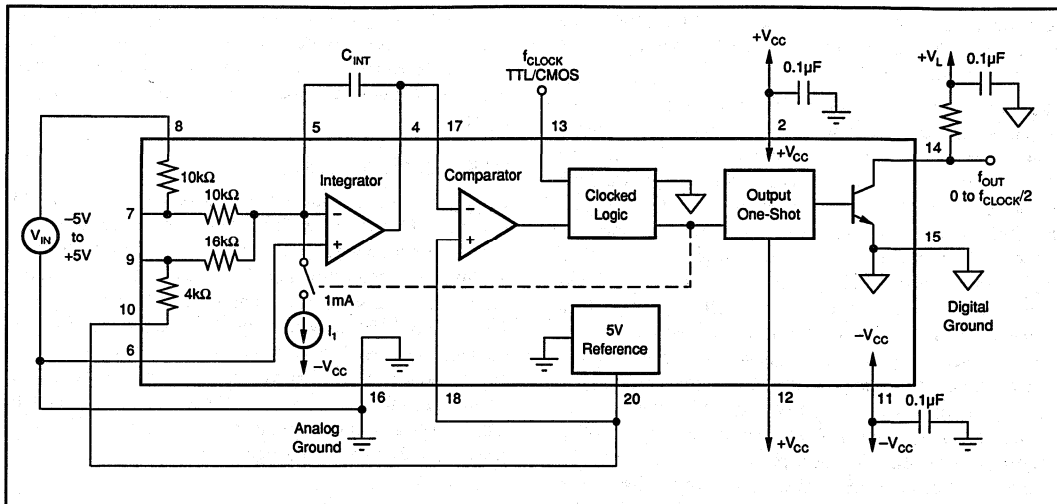 +V_CC
0.1µF
+V_L
0.1µF
C_INT
f_CLOCK
TTL/CMOS
8
5
4
17
13
2
14
+V_CC
10kΩ
Integrator
Comparator
Clocked
Logic
Output
One-Shot
f_OUT
0 to f_CLOCK/2
7
10kΩ
V_IN
–5V
to
+5V
9
16kΩ
15
4kΩ
10
1mA
Digital
Ground
I_1
5V
Reference
6
–V_CC
–V_CC
16
18
20
12
11
0.1µF
Analog
Ground
+V_CC
–V_CC